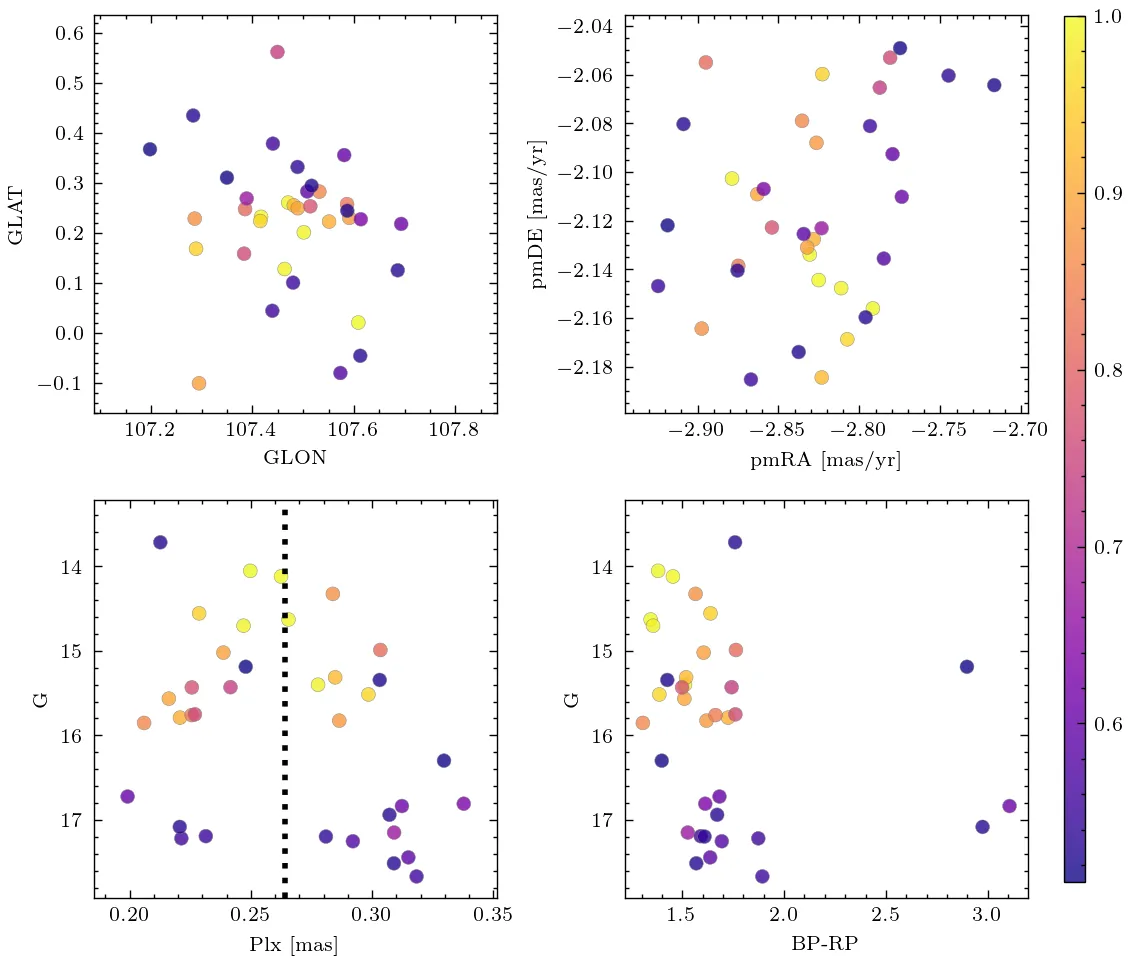 0.6
0.5
0.4
0.3
0.2
0.1
0.0
−0.1
GLAT
107.2 107.4 107.6 107.8
GLON
−2.04
−2.06
−2.08
−2.10
−2.12
−2.14
−2.16
−2.18
pmDE [mas/yr]
−2.90 −2.85 −2.80 −2.75 −2.70
pmRA [mas/yr]
1.0
0.9
0.8
0.7
0.6
14
15
16
17
G
0.20 0.25 0.30 0.35
Plx [mas]
14
15
16
17
G
1.5 2.0 2.5 3.0
BP-RP